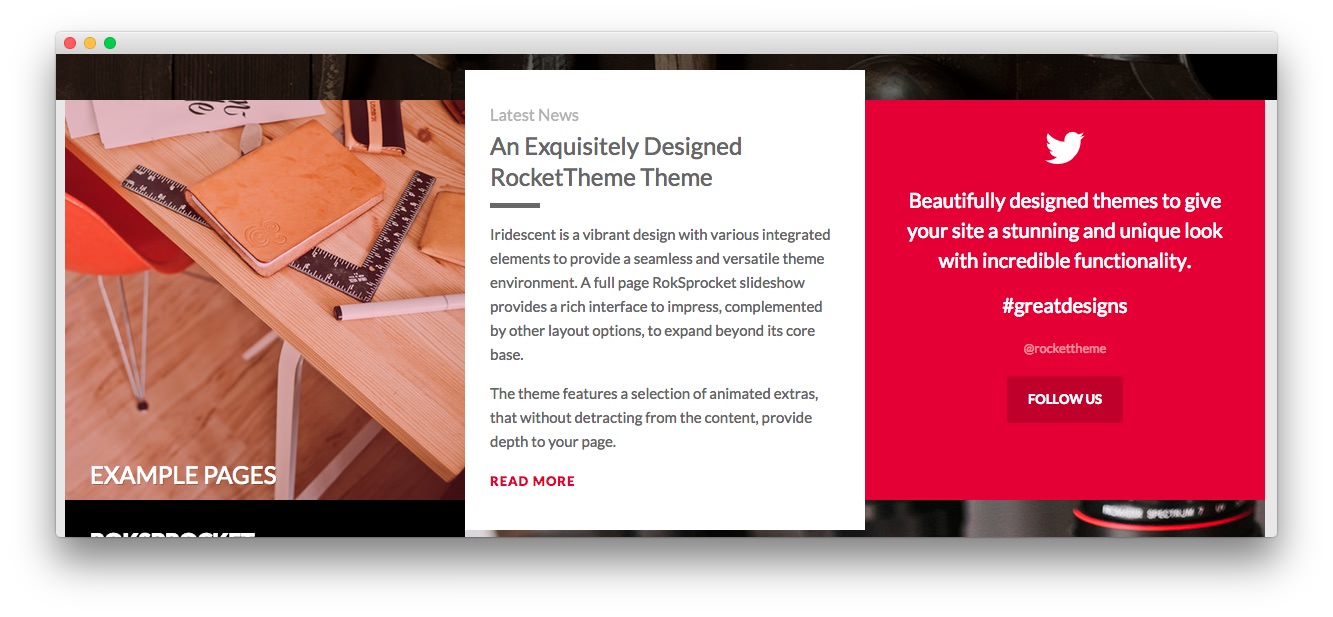 Latest News
An Exquisitely Designed
RocketTheme Theme
Iridescent is a vibrant design with various integrated
elements to provide a seamless and versatile theme
environment. A full page RokSprocket slideshow
provides a rich interface to impress, complemented
by other layout options, to expand beyond its core
base.
The theme features a selection of animated extras,
that without detracting from the content, provide
depth to your page.
READ MORE
Beautifully designed themes to give
your site a stunning and unique look
with incredible functionality.
#greatdesigns
@rockettheme
FOLLOW US
EXAMPLE PAGES
ROKSPROCKET
SPECTRUM 7